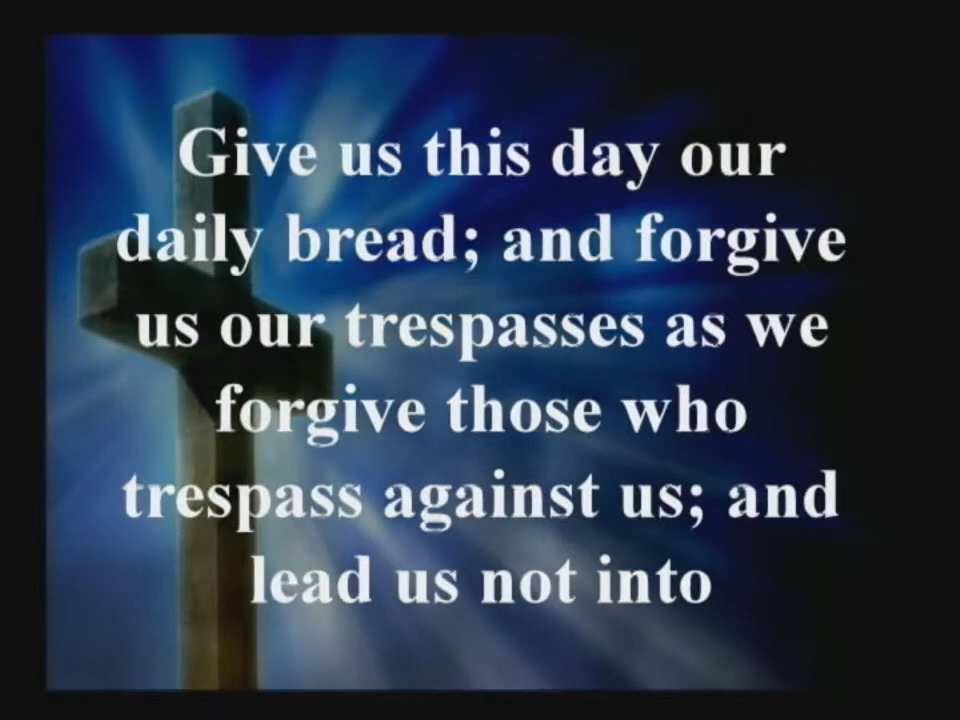 Give us this day our
daily bread; and forgive
us our trespasses as we
forgive those who
trespass against us; and
lead us not into